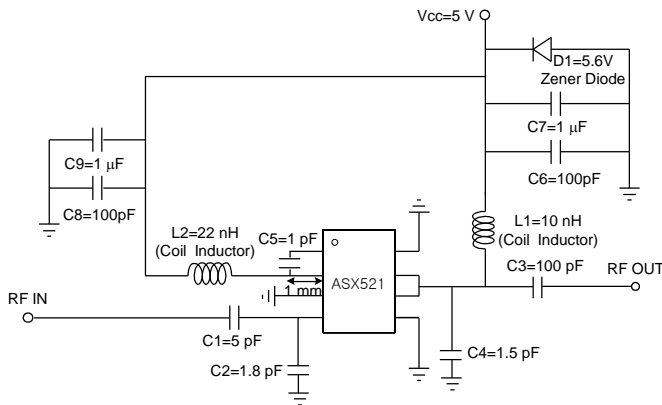 Vcc=5 V
D1=5.6V
Zener Diode
C7=1 μF
C6=100pF
C9=1 μF
C8=100pF
L2=22 nH
(Coil Inductor)
C5=1 pF
L1=10 nH
(Coil Inductor)
C3=100 pF
RF OUT
ASX521
1 mm
RF IN
C1=5 pF
C2=1.8 pF
C4=1.5 pF